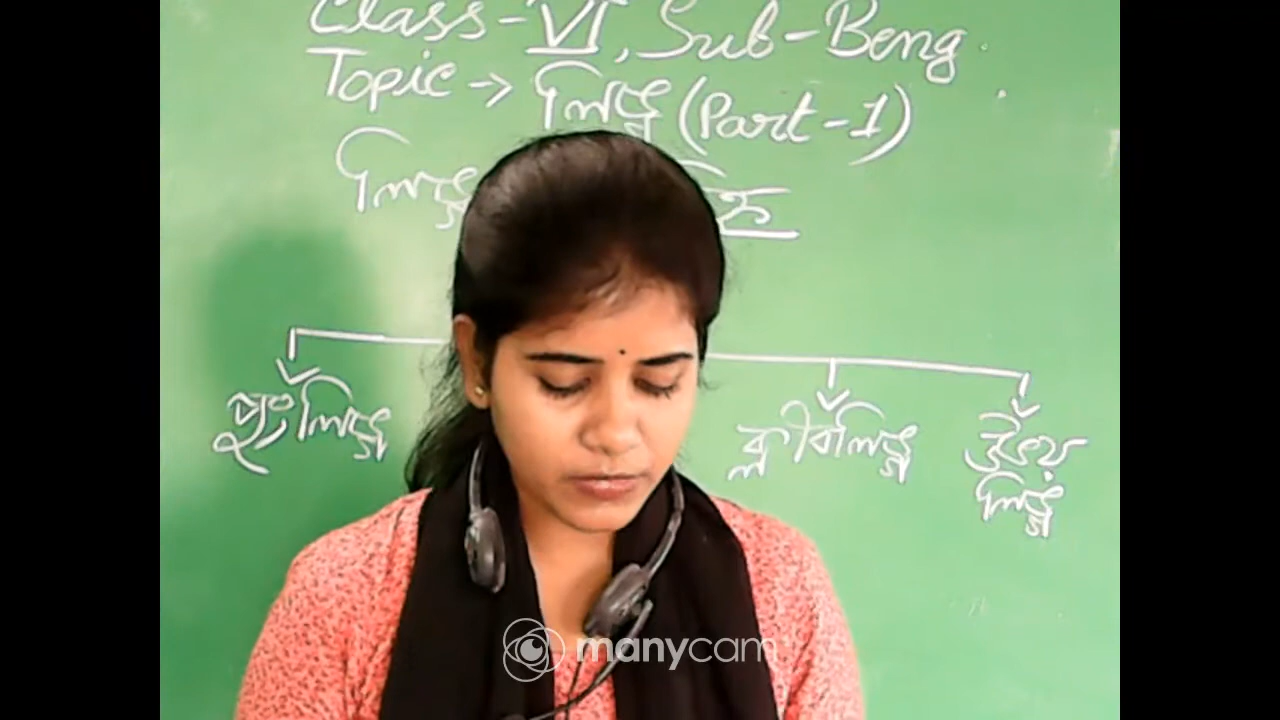 Class - VI, Sub - Beng
Topic → লিঙ্গ (Part - 1)
পুংলিঙ্গ
ক্লীবলিঙ্গ
উভয়
লিঙ্গ
manycam